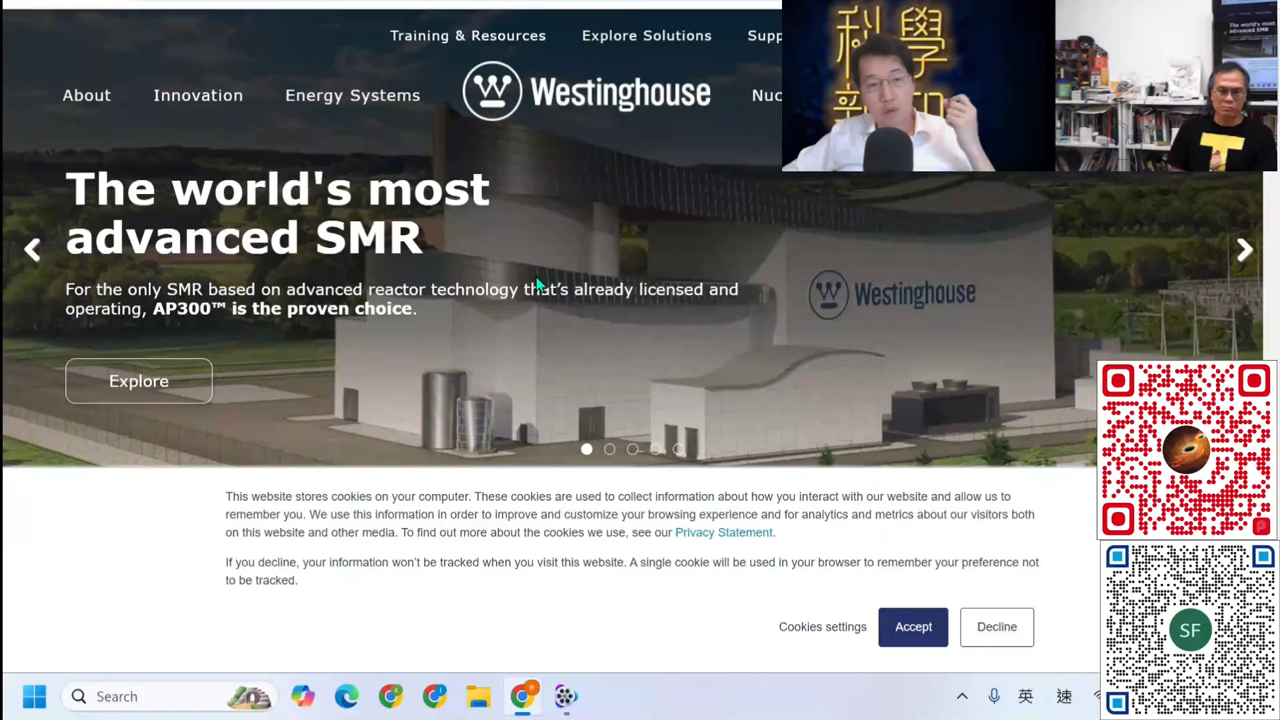 Training & Resources
Explore Solutions
Supp
科學
新知
About
Innovation
Energy Systems
Westinghouse
Nuc
The world's most
advanced SMR
For the only SMR based on advanced reactor technology that's already licensed and
operating, AP300™ is the proven choice.
Westinghouse
Explore
This website stores cookies on your computer. These cookies are used to collect information about how you interact with our website and allow us to
remember you. We use this information in order to improve and customize your browsing experience and for analytics and metrics about our visitors both
on this website and other media. To find out more about the cookies we use, see our Privacy Statement.
If you decline, your information won't be tracked when you visit this website. A single cookie will be used in your browser to remember your preference not
to be tracked.
Cookies settings
Accept
Decline
SF
Search
英
速